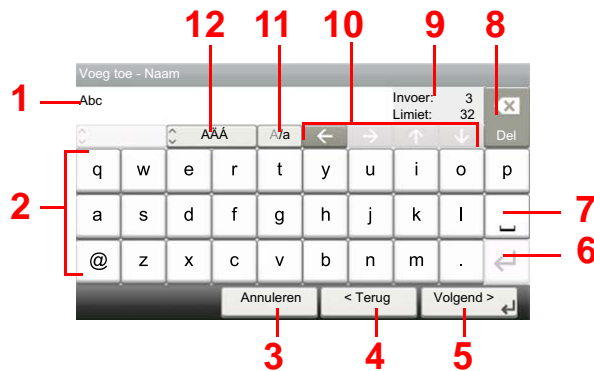 12 11 10 9 8
Voeg toe - Naam
1 Abc
Invoer: 3
Limiet: 32
AÄÁ A/a ← → ↑ ↓ Del
2
q w e r t y u i o p
a s d f g h j k l 7
@ z x c v b n m . 6
Annuleren < Terug Volgend >
3 4 5